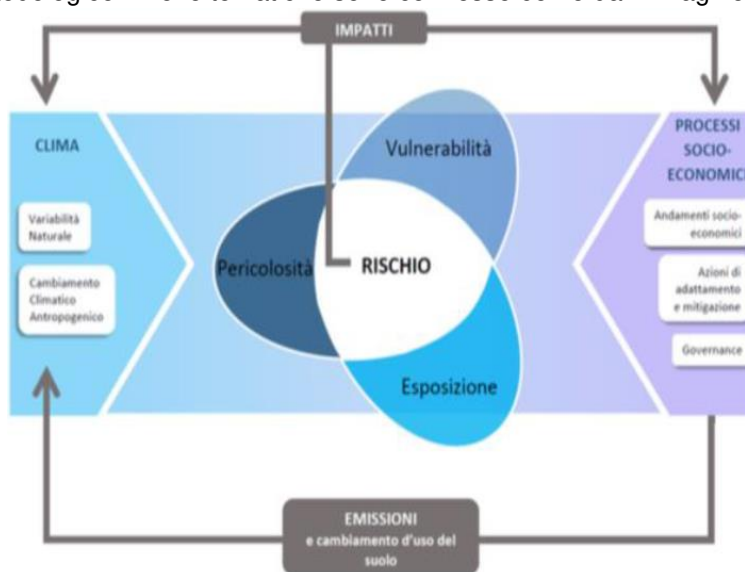 IMPATTI
CLIMA
Variabilità
Naturale
Cambiamento
Climatico
Antropogenico
Vulnerabilità
Pericolosità
RISCHIO
Esposizione
PROCESSI
SOCIO-
ECONOMICI
Andamenti socio-
economici
Azioni di
adattamento
e mitigazione
Governance
EMISSIONI
e cambiamento d'uso del
suolo